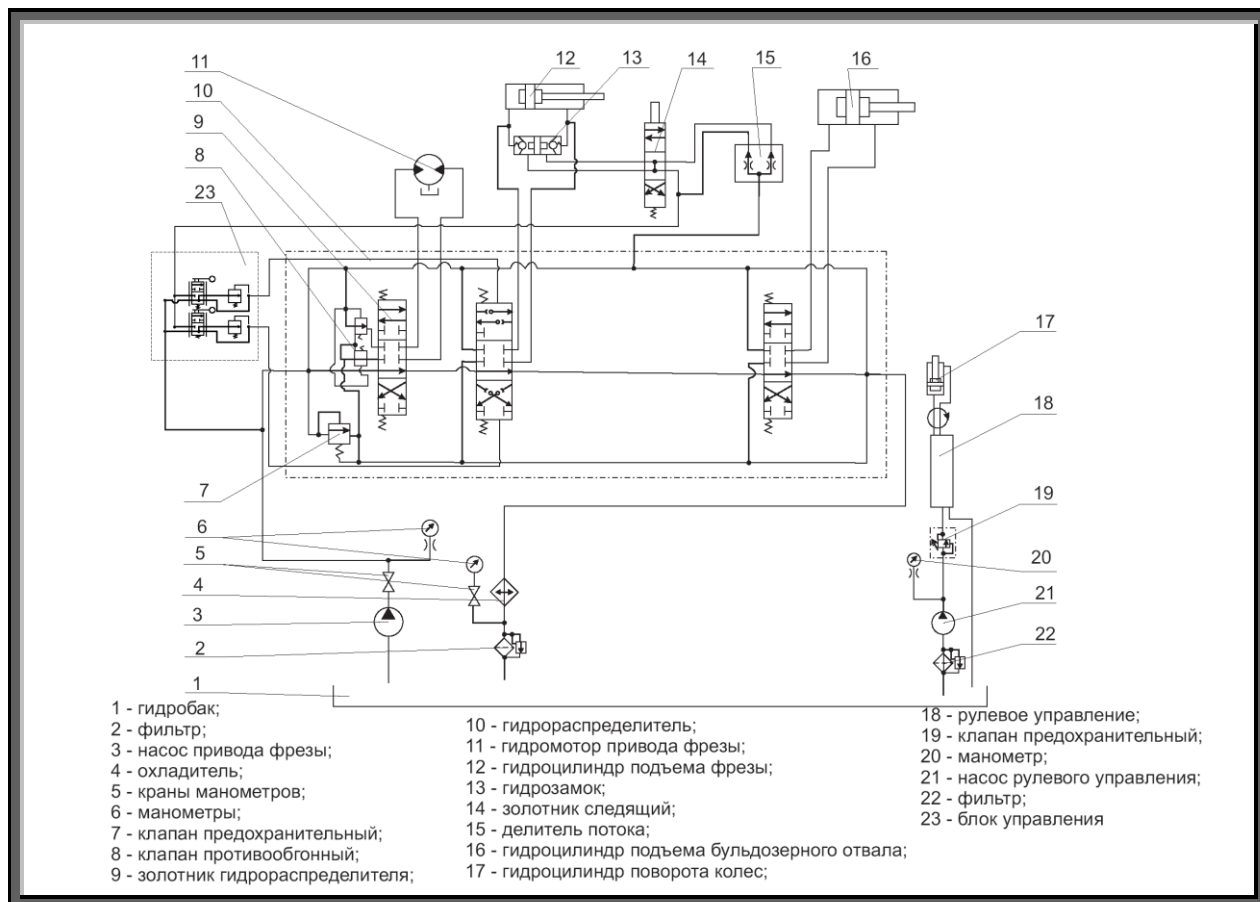 11
10
9
8
23
12
13
14
15
16
17
18
19
20
21
22
7
6
5
4
3
2
1
1 - гидробак;
2 - фильтр;
3 - насос привода фрезы;
4 - охладитель;
5 - краны манометров;
6 - манометры;
7 - клапан предохранительный;
8 - клапан противообгонный;
9 - золотник гидрораспределителя;
10 - гидрораспределитель;
11 - гидромотор привода фрезы;
12 - гидроцилиндр подъема фрезы;
13 - гидрозамок;
14 - золотник следящий;
15 - делитель потока;
16 - гидроцилиндр подъема бульдозерного отвала;
17 - гидроцилиндр поворота колес;
18 - рулевое управление;
19 - клапан предохранительный;
20 - манометр;
21 - насос рулевого управления;
22 - фильтр;
23 - блок управления